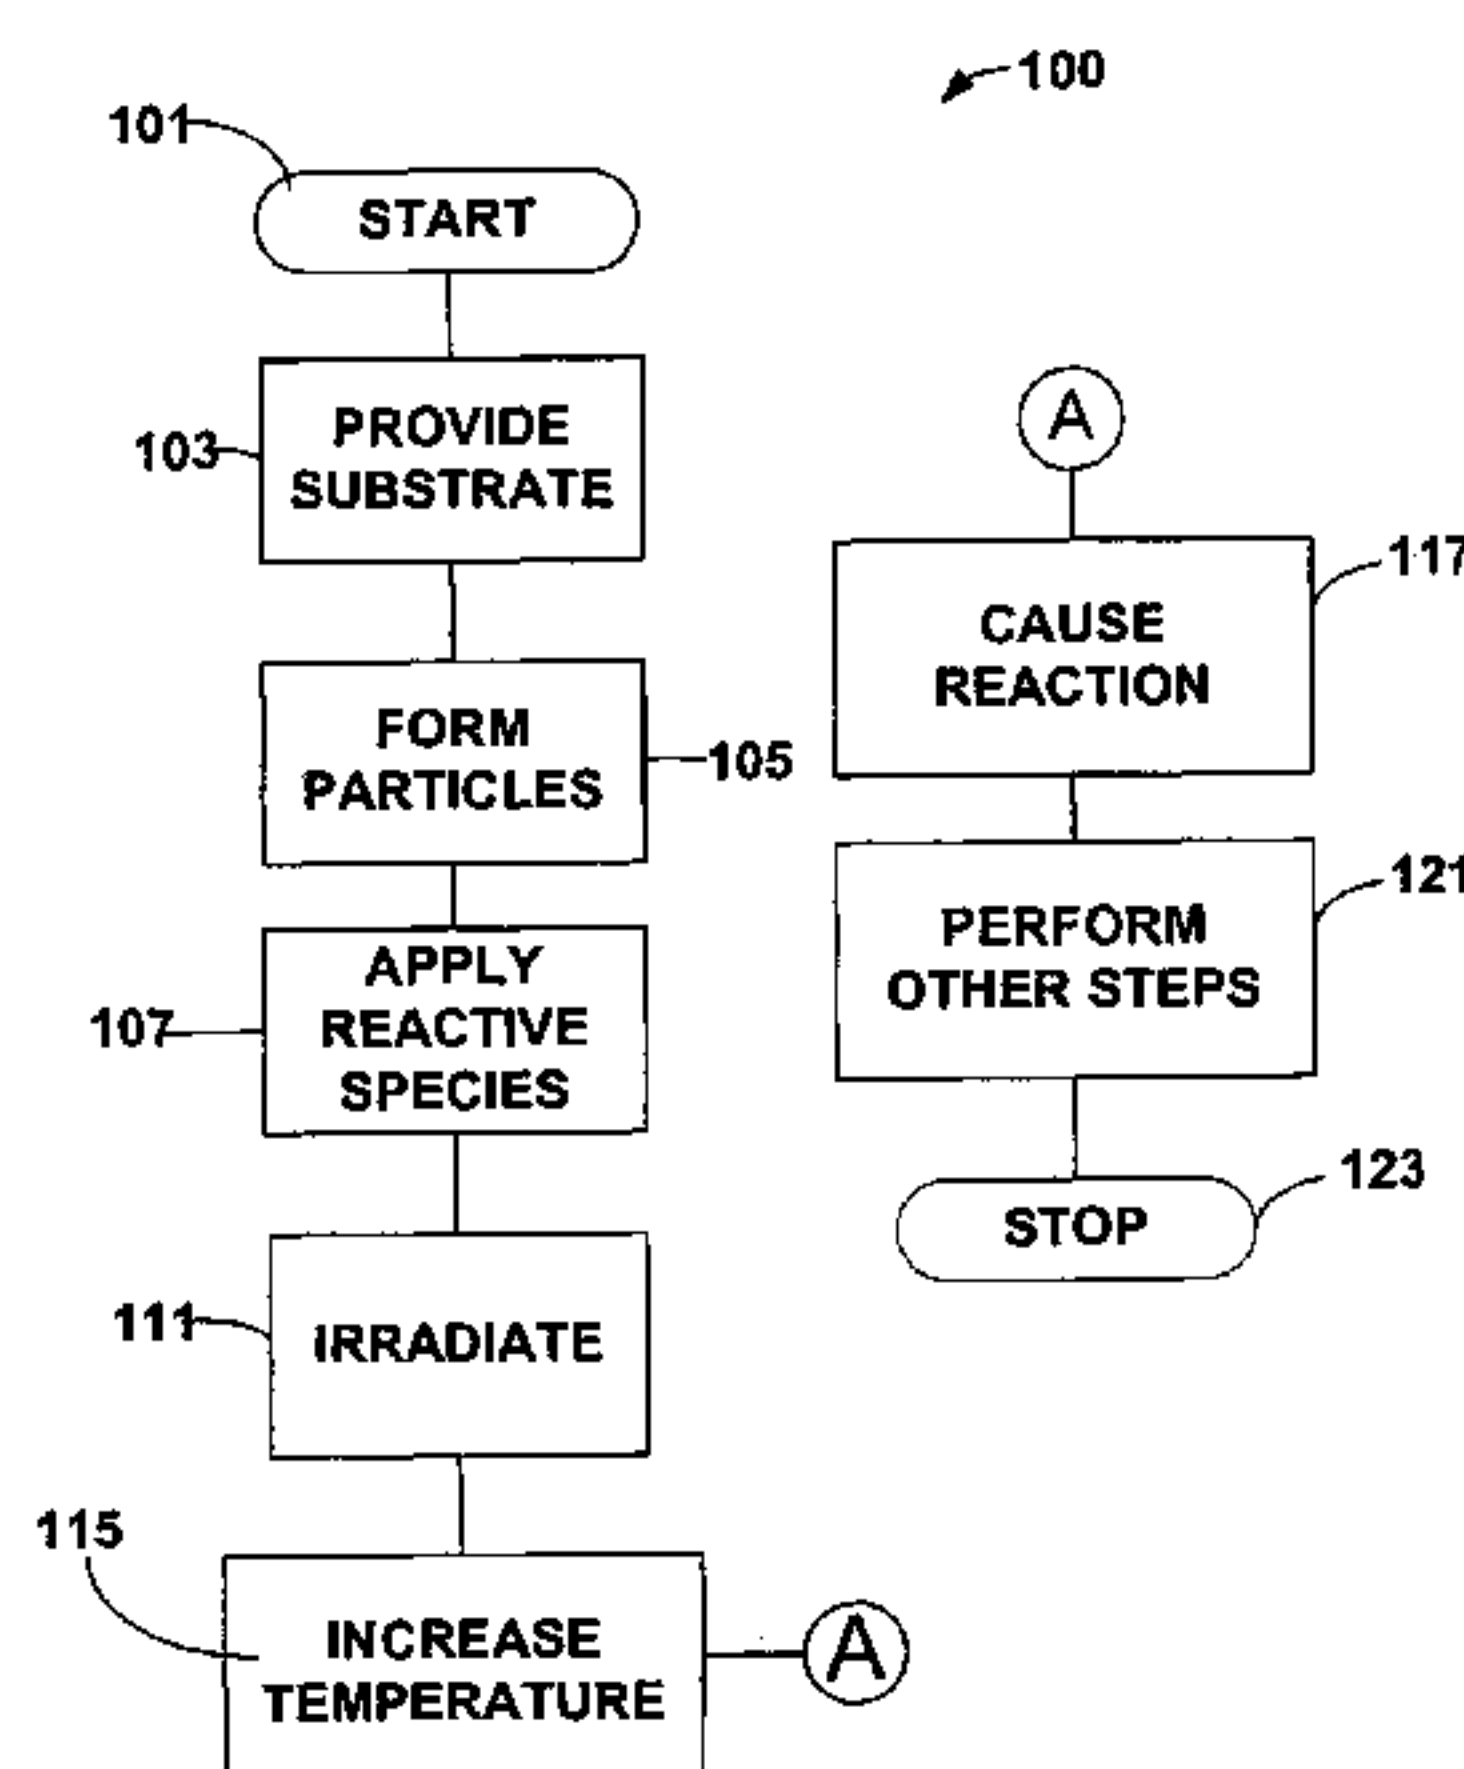 100
101
START
103
PROVIDE
SUBSTRATE
FORM
PARTICLES
105
107
APPLY
REACTIVE
SPECIES
111
IRRADIATE
115
INCREASE
TEMPERATURE
A
A
117
CAUSE
REACTION
121
PERFORM
OTHER STEPS
123
STOP